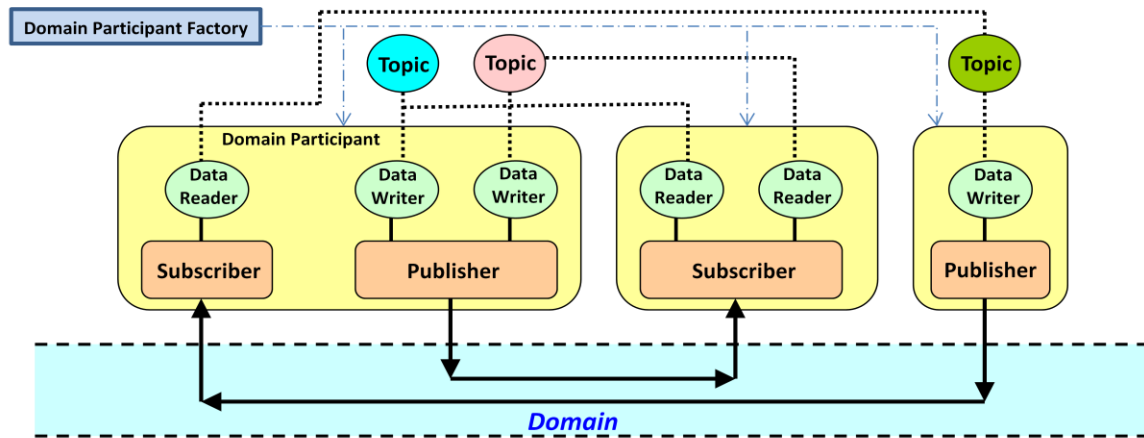 Domain Participant Factory
Topic
Topic
Topic
Domain Participant
Data
Reader
Data
Writer
Data
Writer
Data
Reader
Data
Reader
Data
Writer
Subscriber
Publisher
Subscriber
Publisher
Domain